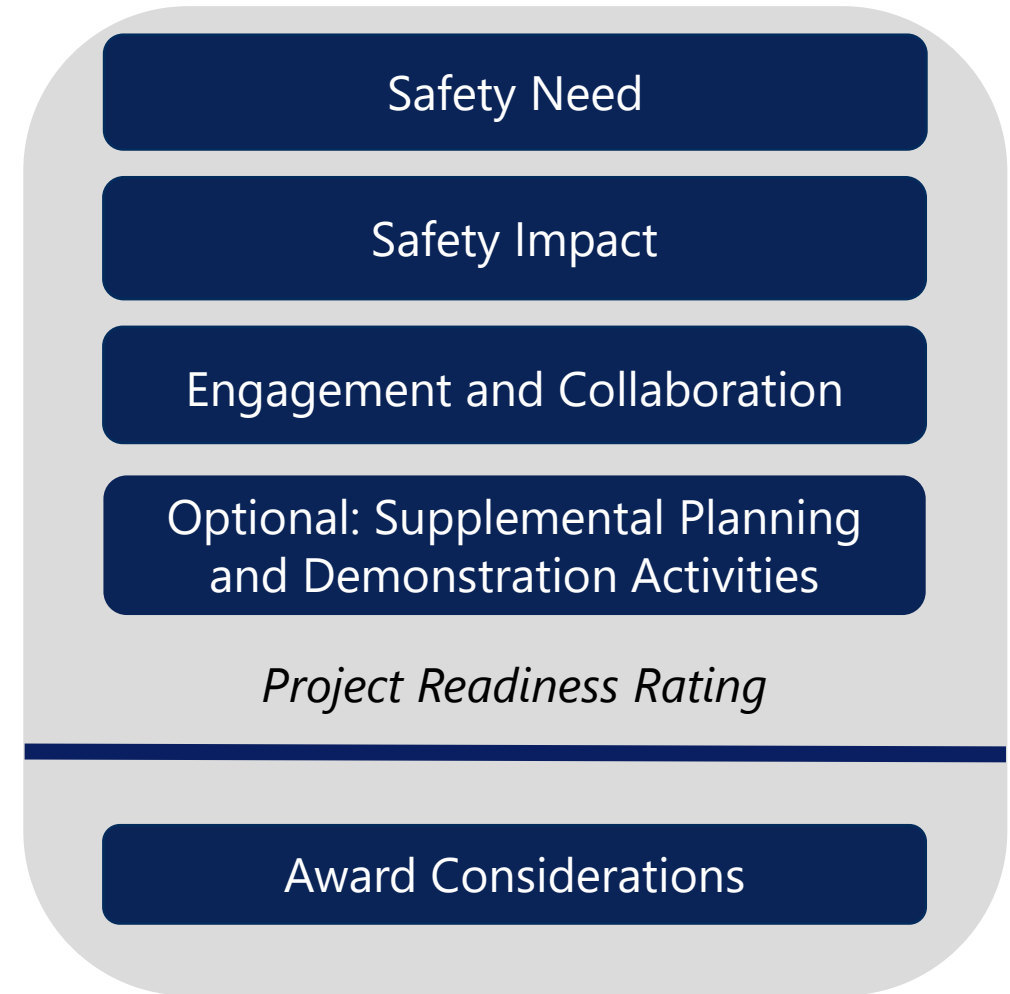 Safety Need
Safety Impact
Engagement and Collaboration
Optional: Supplemental Planning
and Demonstration Activities
Project Readiness Rating
Award Considerations